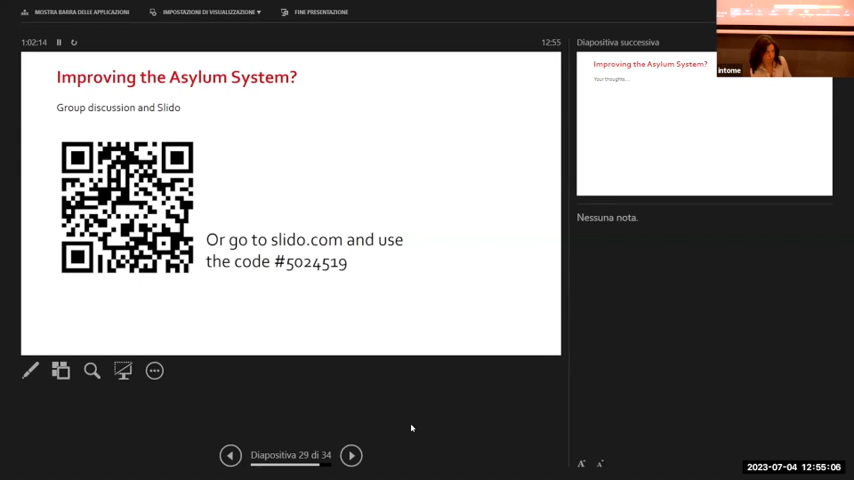 MOSTRA BARRA DELLE APPLICAZIONI
IMPOSTAZIONI DI VISUALIZZAZIONE ▼
FINE PRESENTAZIONE
1:02:14
12:55
Improving the Asylum System?
Group discussion and Slido
Or go to slido.com and use
the code #5024519
Diapositiva successiva
Improving the Asylum System?
Your thoughts...
Nessuna nota.
intome
Diapositiva 29 di 34
A A
2023-07-04 12:55:06